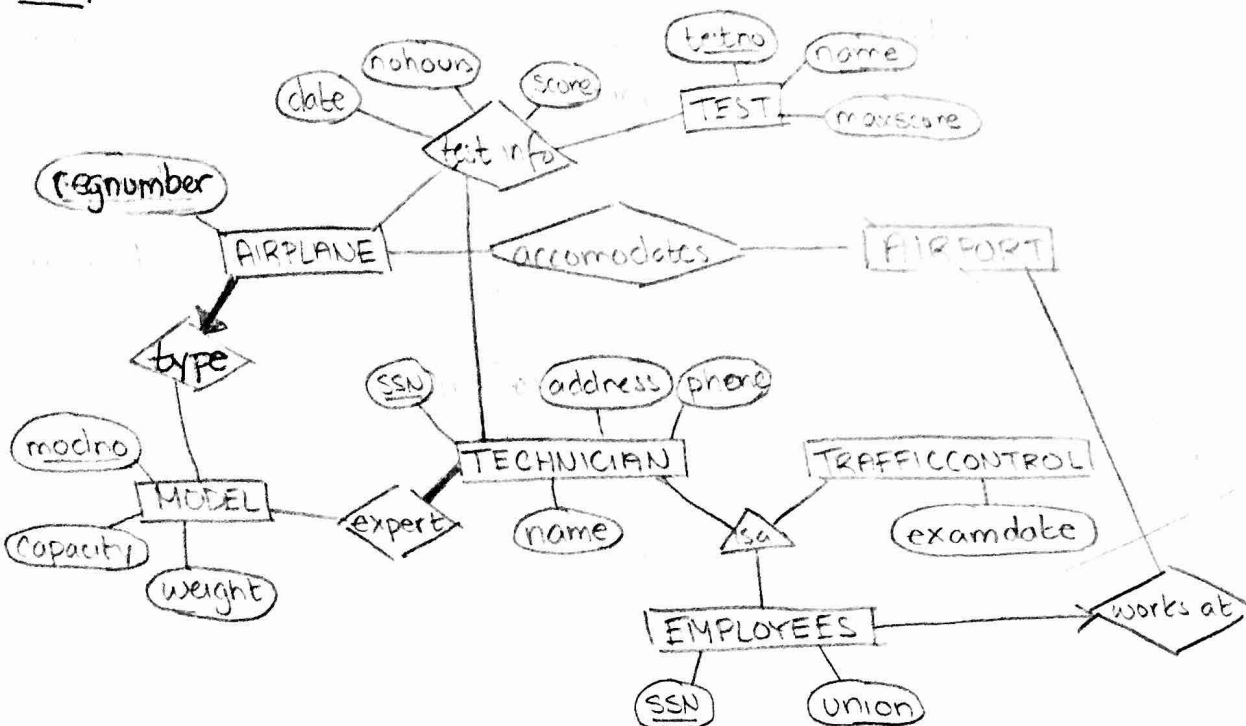 testno
nohours
name
score
date
TEST
maxscore
test info
regnumber
AIRPLANE
accomodates
AIRPORT
type
SSN
address
phone
modno
TECHNICIAN
TRAFFICCONTROL
MODEL
expert
name
isa
examdate
capacity
weight
works at
EMPLOYEES
SSN
union